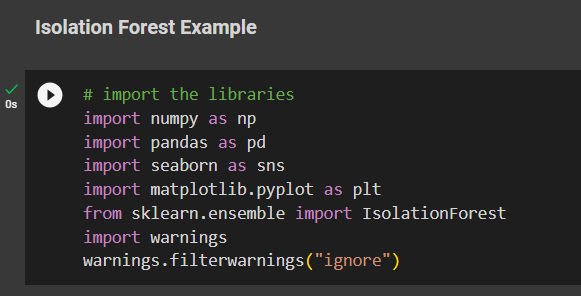 Isolation Forest Example
0s
# import the libraries
import numpy as np
import pandas as pd
import seaborn as sns
import matplotlib.pyplot as plt
from sklearn.ensemble import IsolationForest
import warnings
warnings.filterwarnings("ignore")